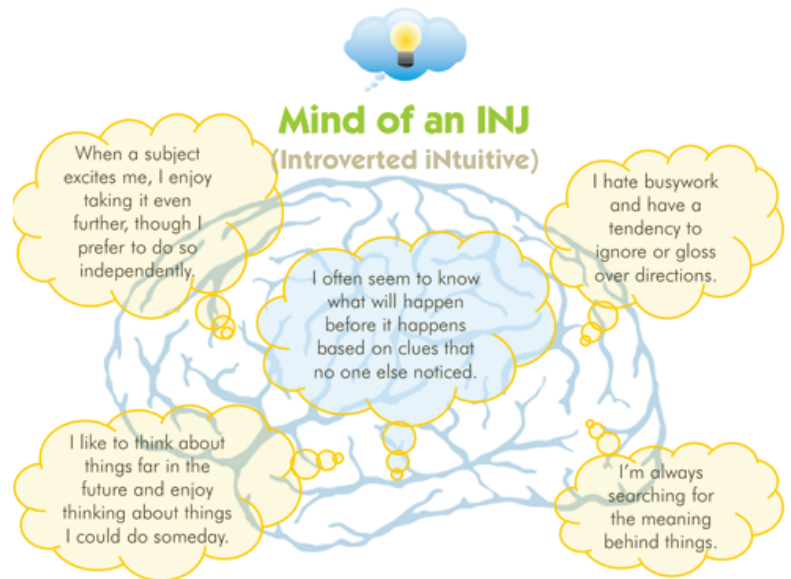 Mind of an INJ
(Introverted iNtuitive)
When a subject
excites me, I enjoy
taking it even
further, though I
prefer to do so
independently.
I hate busywork
and have a
tendency to
ignore or gloss
over directions.
I often seem to know
what will happen
before it happens
based on clues that
no one else noticed.
I like to think about
things far in the
future and enjoy
thinking about things
I could do someday.
I'm always
searching for
the meaning
behind things.